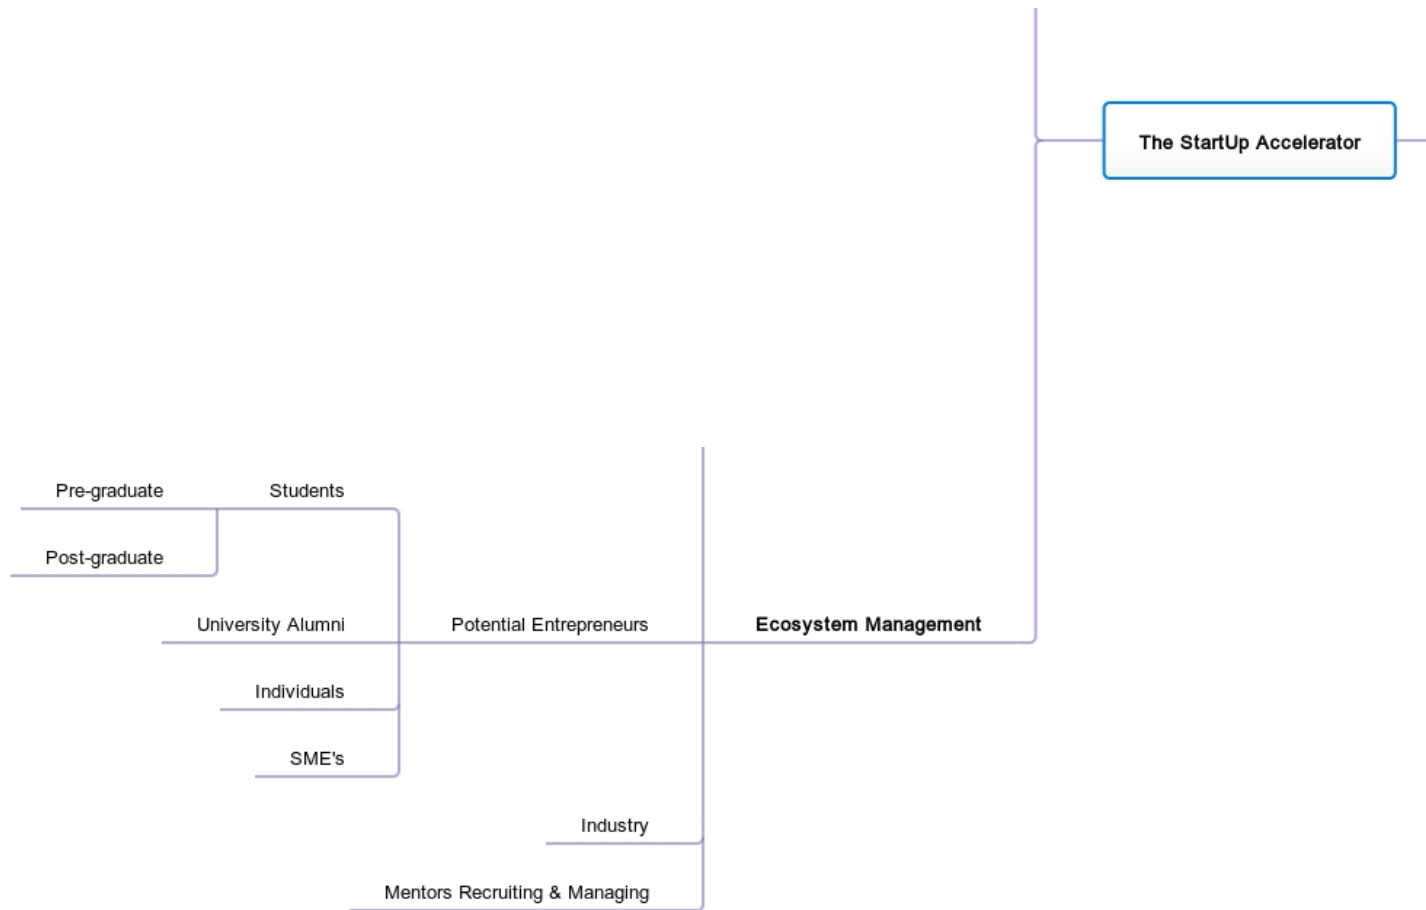 The StartUp Accelerator
Pre-graduate
Students
Post-graduate
University Alumni
Potential Entrepreneurs
Ecosystem Management
Individuals
SME's
Industry
Mentors Recruiting & Managing